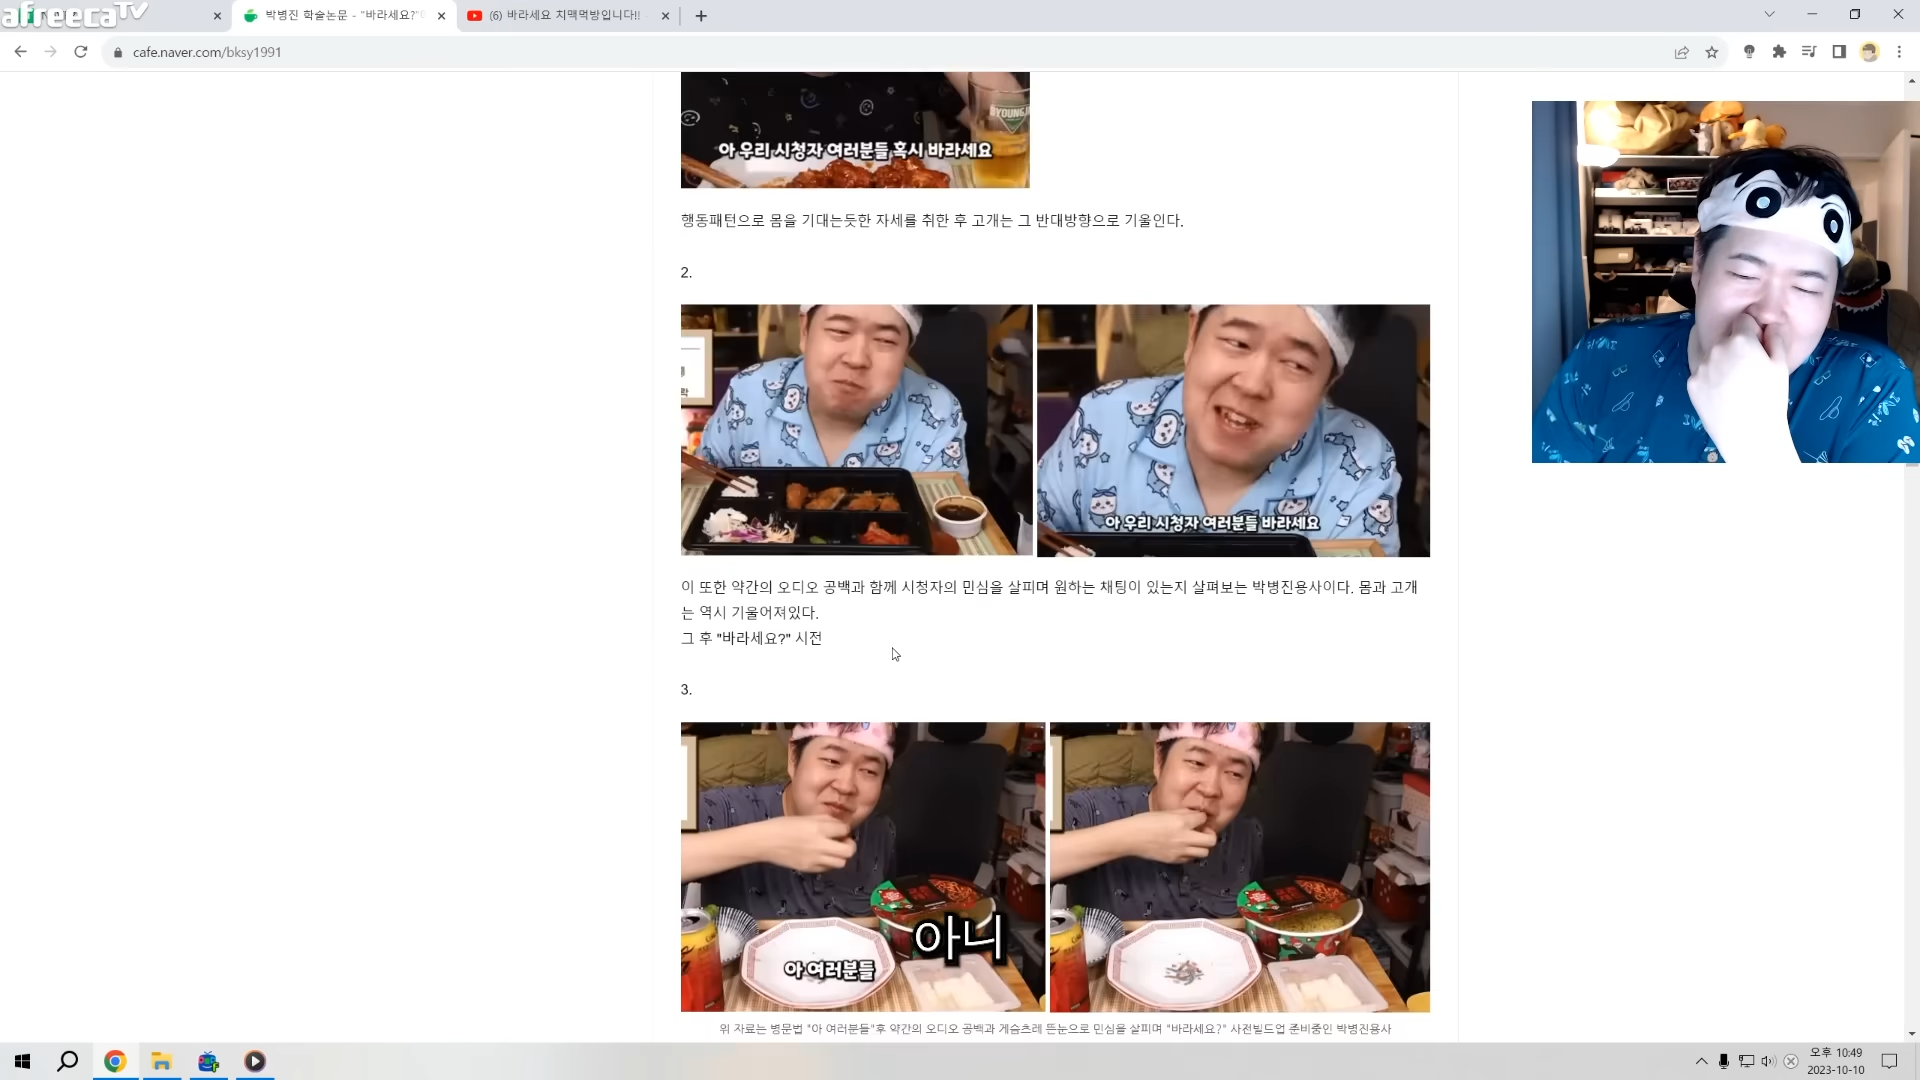 afreecaTV
박병진 학술논문 - "바라세요?"
(6) 바라세요 치맥먹방입니다!!
cafe.naver.com/bksy1991
BYOUNGJ
아 우리 시청자 여러분들 혹시 바라세요
행동패턴으로 몸을 기대는듯한 자세를 취한 후 고개는 그 반대방향으로 기울인다.
2.
아 우리 시청자 여러분들 바라세요
이 또한 약간의 오디오 공백과 함께 시청자의 민심을 살피며 원하는 채팅이 있는지 살펴보는 박병진용사이다. 몸과 고개
는 역시 기울어져있다.
그 후 "바라세요?" 시전
3.
아니
아 여러분들
위 자료는 병문법 "아 여러분들"후 약간의 오디오 공백과 게슴츠레 뜬눈으로 민심을 살피며 "바라세요?" 사전빌드업 준비중인 박병진용사
오후 10:49
2023-10-10